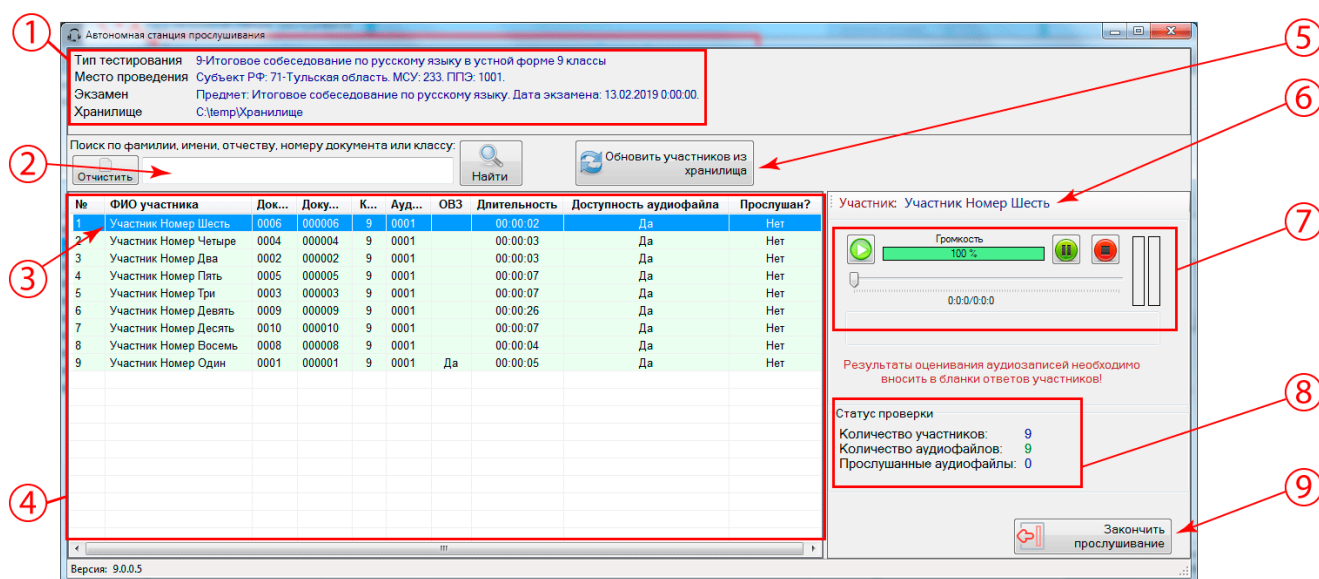 1
5
Автономная станция прослушивания
Тип тестирования 9-Итоговое собеседование по русскому языку в устной форме 9 классы
Место проведения Субъект РФ: 71-Тульская область. МСУ: 233. ППЭ: 1001.
Экзамен Предмет: Итоговое собеседование по русскому языку. Дата экзамена: 13.02.2019 0:00:00.
Хранилище C:\temp\Хранилище
6
Поиск по фамилии, имени, отчеству, номеру документа или классу:
2
Отчистить
Найти
Обновить участников из
хранилища
№ ФИО участника Док... Доку... К... Ауд... ОВЗ Длительность Доступность аудиофайла Прослушан?
1 Участник Номер Шесть 0006 000006 9 0001 00:00:02 Да Нет
2 Участник Номер Четыре 0004 000004 9 0001 00:00:03 Да Нет
3 Участник Номер Два 0002 000002 9 0001 00:00:03 Да Нет
4 Участник Номер Пять 0005 000005 9 0001 00:00:07 Да Нет
5 Участник Номер Три 0003 000003 9 0001 00:00:07 Да Нет
6 Участник Номер Девять 0009 000009 9 0001 00:00:26 Да Нет
7 Участник Номер Десять 0010 000010 9 0001 00:00:07 Да Нет
8 Участник Номер Восемь 0008 000008 9 0001 00:00:04 Да Нет
9 Участник Номер Один 0001 000001 9 0001 Да 00:00:05 Да Нет
3
4
Участник: Участник Номер Шесть
7
Громкость
100 %
0:0:0/0:0:0
Результаты оценивания аудиозаписей необходимо
вносить в бланки ответов участников!
8
Статус проверки
Количество участников: 9
Количество аудиофайлов: 9
Прослушанные аудиофайлы: 0
9
Закончить
прослушивание
Версия: 9.0.0.5